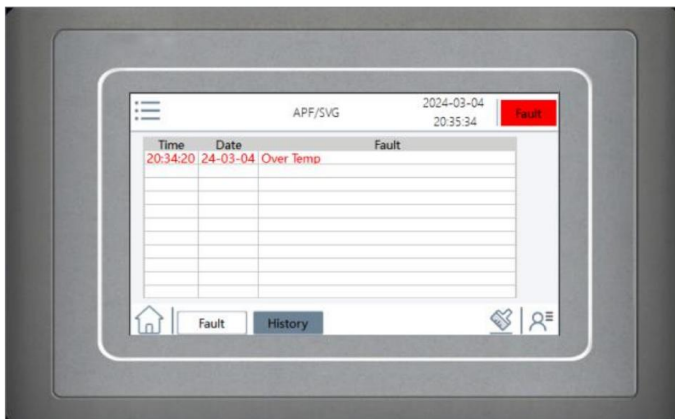 APF/SVG
2024-03-04
20:35:34
Fault
Time Date Fault
20:34:20 24-03-04 Over Temp
Fault History